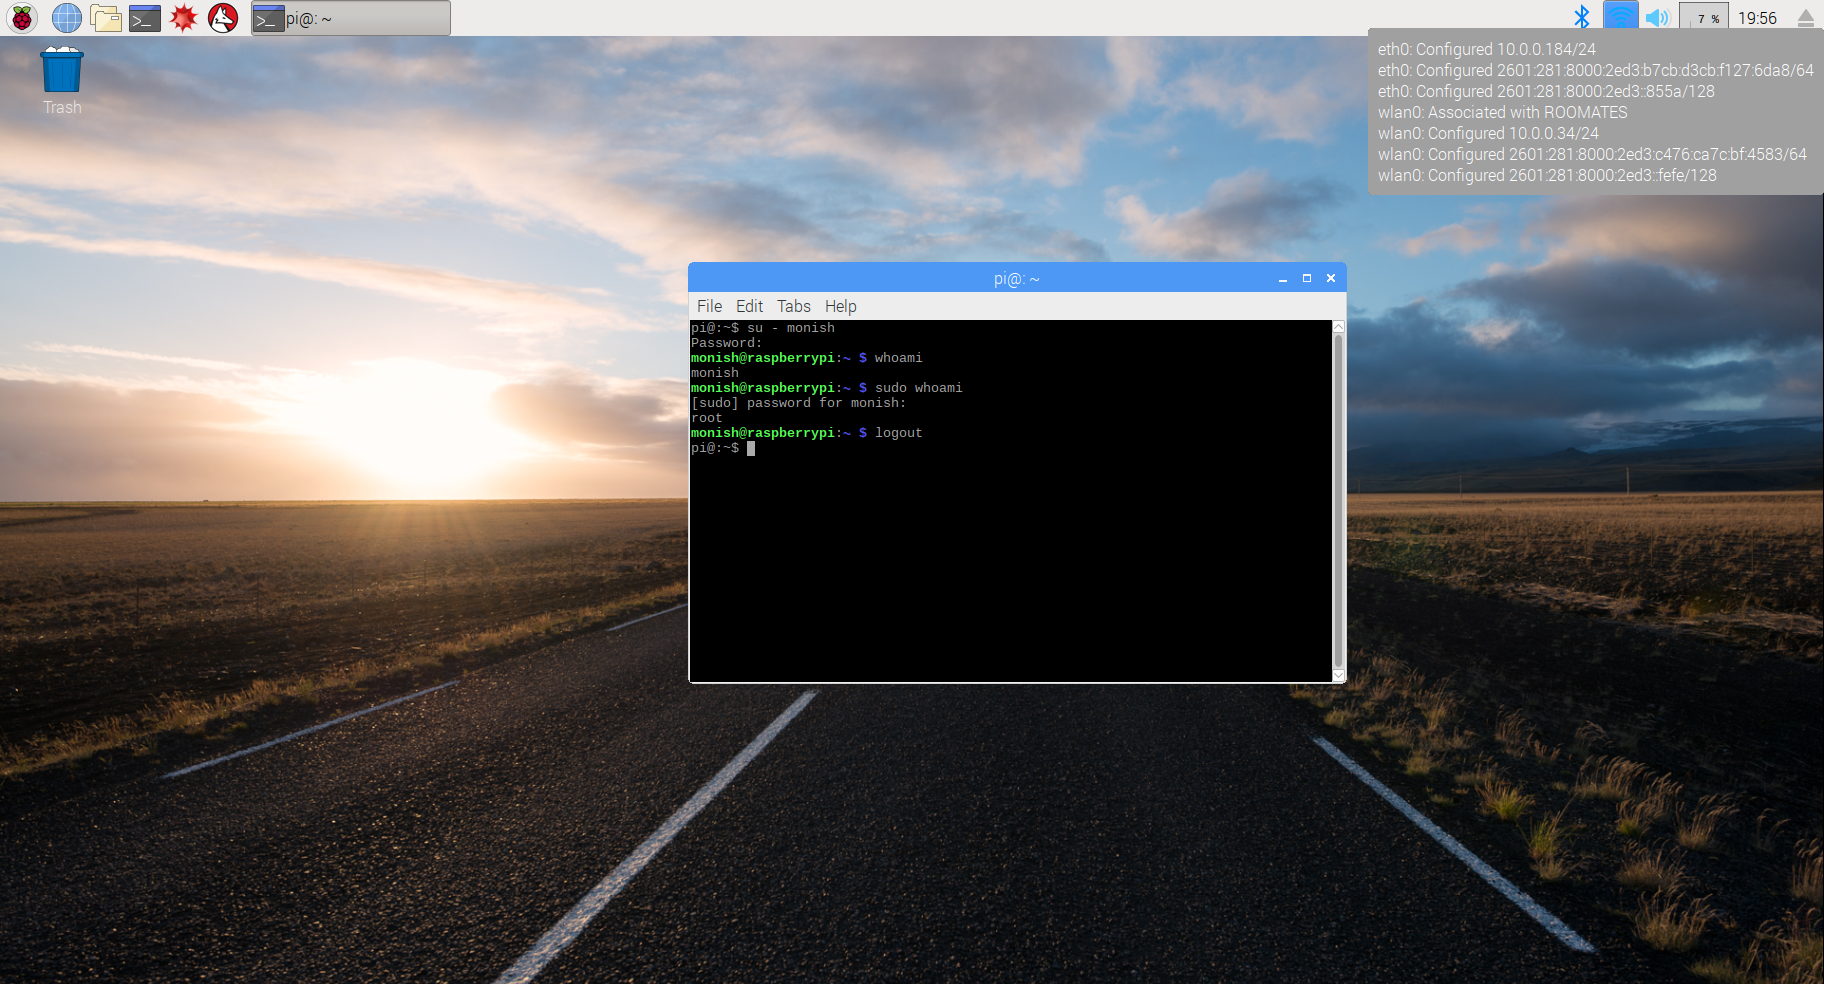 pi@: ~
7 %
19:56
Trash
eth0: Configured 10.0.0.184/24
eth0: Configured 2601:281:8000:2ed3:b7cb:d3cb:f127:6da8/64
eth0: Configured 2601:281:8000:2ed3::855a/128
wlan0: Associated with ROOMATES
wlan0: Configured 10.0.0.34/24
wlan0: Configured 2601:281:8000:2ed3:c476:ca7c:bf:4583/64
wlan0: Configured 2601:281:8000:2ed3::fefe/128
pi@: ~
File Edit Tabs Help
pi@:~$ su - monish
Password:
monish@raspberrypi:~ $ whoami
monish
monish@raspberrypi:~ $ sudo whoami
[sudo] password for monish:
root
monish@raspberrypi:~ $ logout
pi@:~$